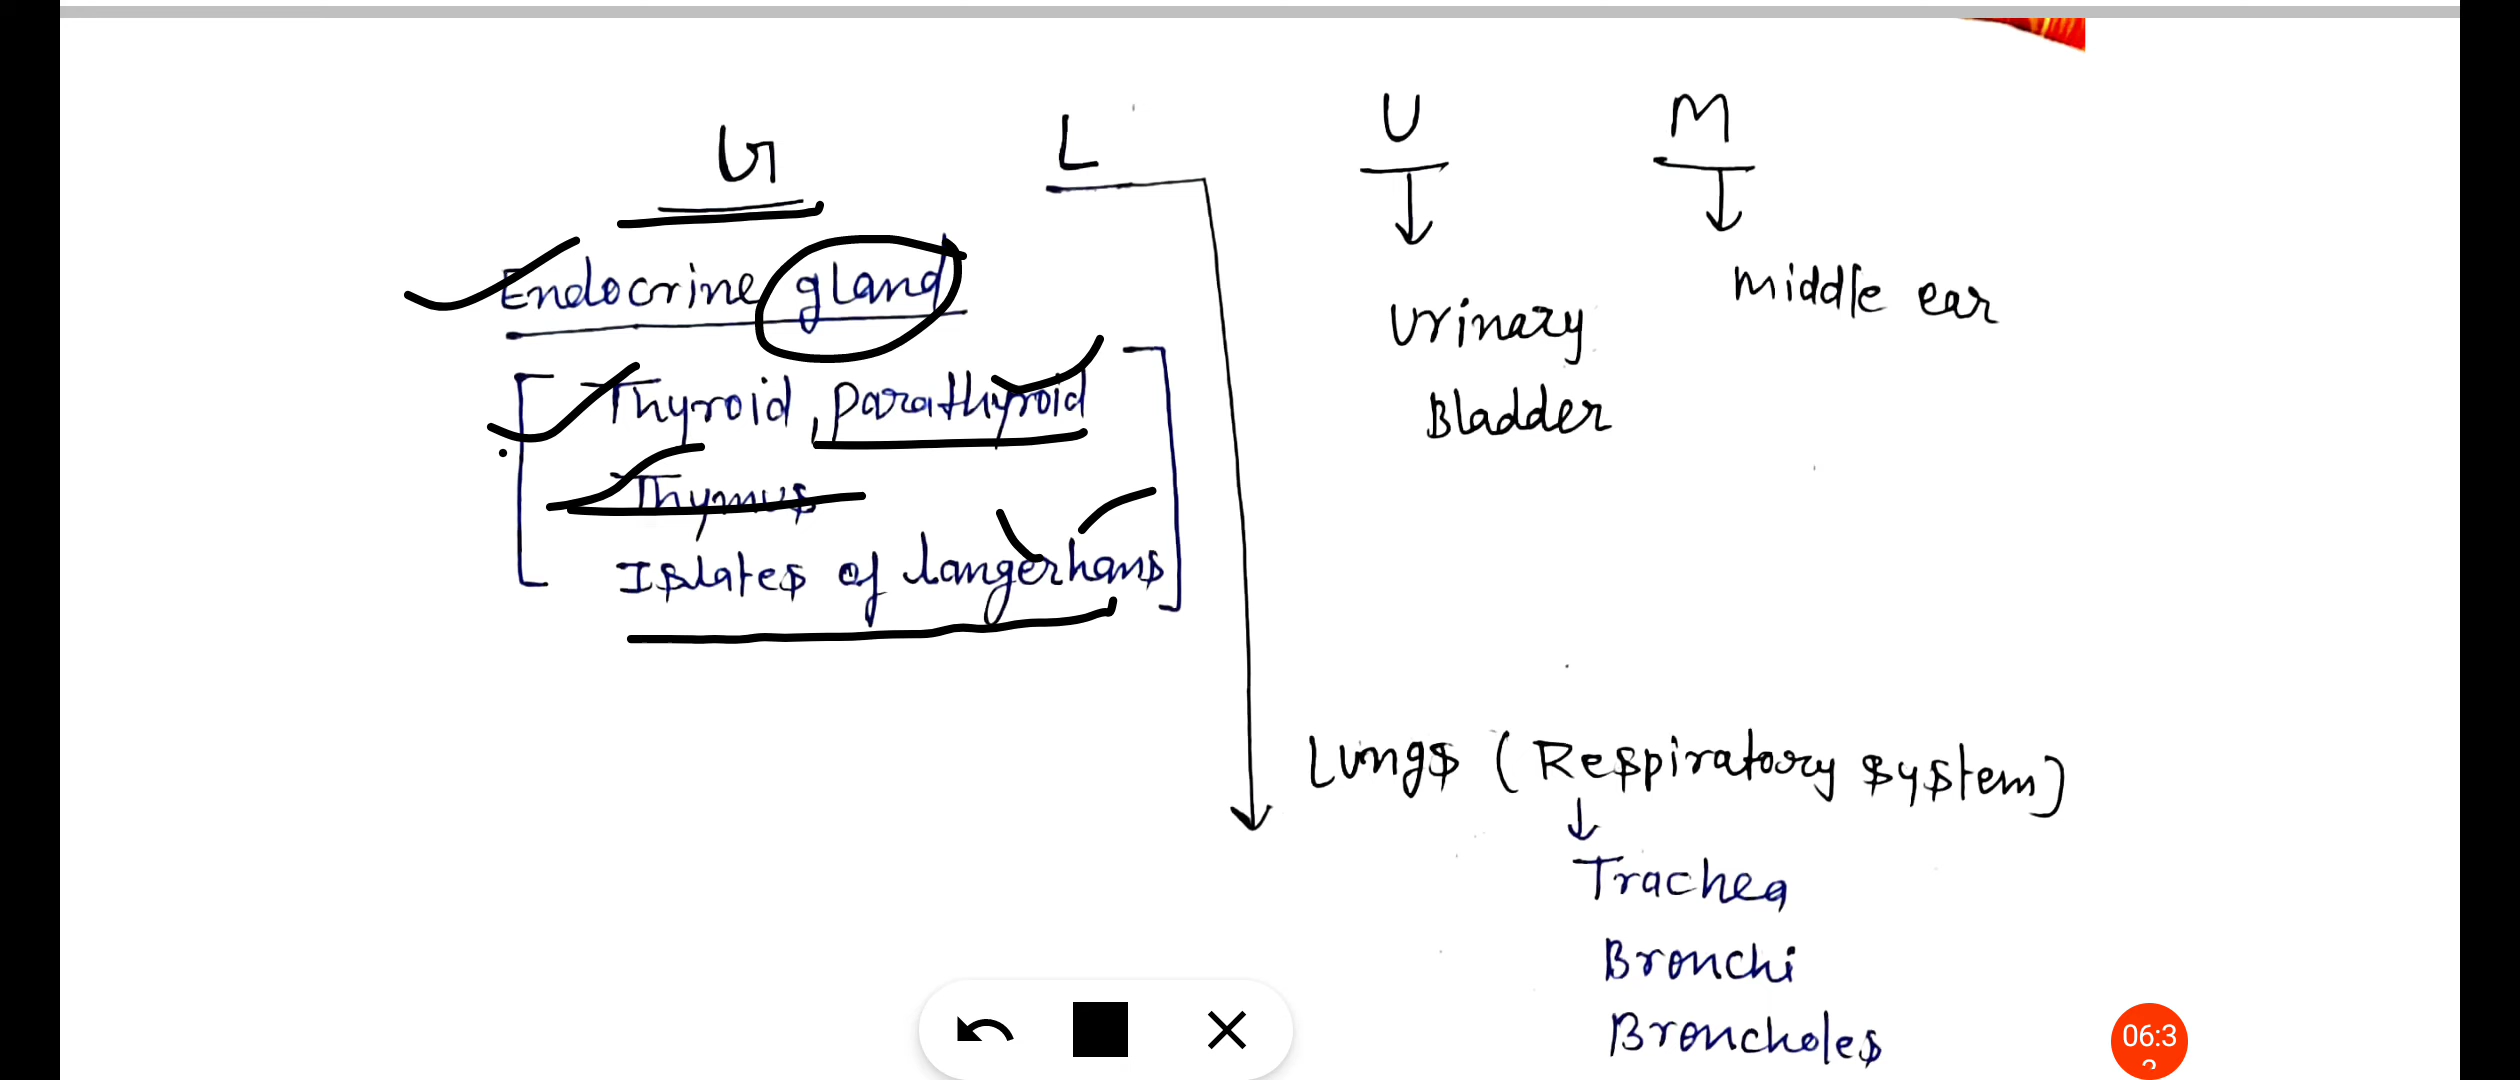 G L U M
Endocrine gland
Thyroid, parathyroid
Thymus
Islates of langerhans
Urinary
Bladder
Middle ear
Lungs (Respiratory system)
Trachea
Bronchi
Broncholes
06:3